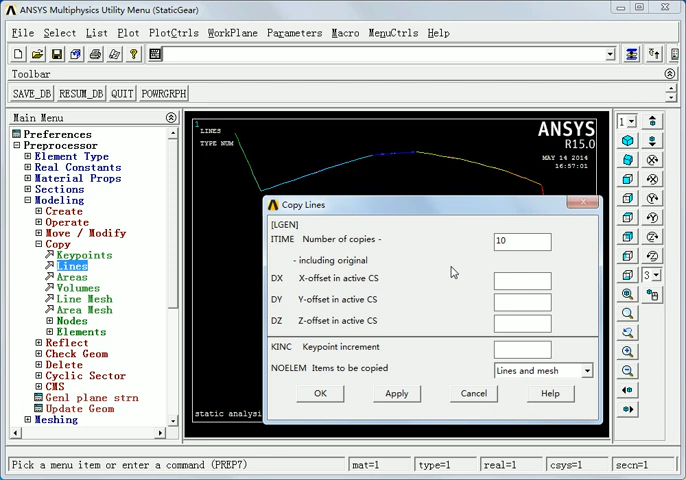 ANSYS Multiphysics Utility Menu (StaticGear)
File Select List Plot PlotCtrls WorkPlane Parameters Macro MenuCtrls Help
Toolbar
SAVE_DB RESUM_DB QUIT POWRGRPH
Main Menu
Preferences
Preprocessor
Element Type
Real Constants
Material Props
Sections
Modeling
Create
Operate
Move / Modify
Copy
Keypoints
Lines
Areas
Volumes
Line Mesh
Area Mesh
Nodes
Elements
Reflect
Check Geom
Delete
Cyclic Sector
CMS
Genl plane strn
Update Geom
Meshing
1
LINES
TYPE NUM
ANSYS
R15.0
MAY 14 2014
16:57:01
static analysi
Copy Lines
[LGEN]
ITIME Number of copies - 10
- including original
DX X-offset in active CS
DY Y-offset in active CS
DZ Z-offset in active CS
KINC Keypoint increment
NOELEM Items to be copied Lines and mesh
OK Apply Cancel Help
1
3
Pick a menu item or enter a command (PREP7) mat=1 type=1 real=1 csys=1 secn=1